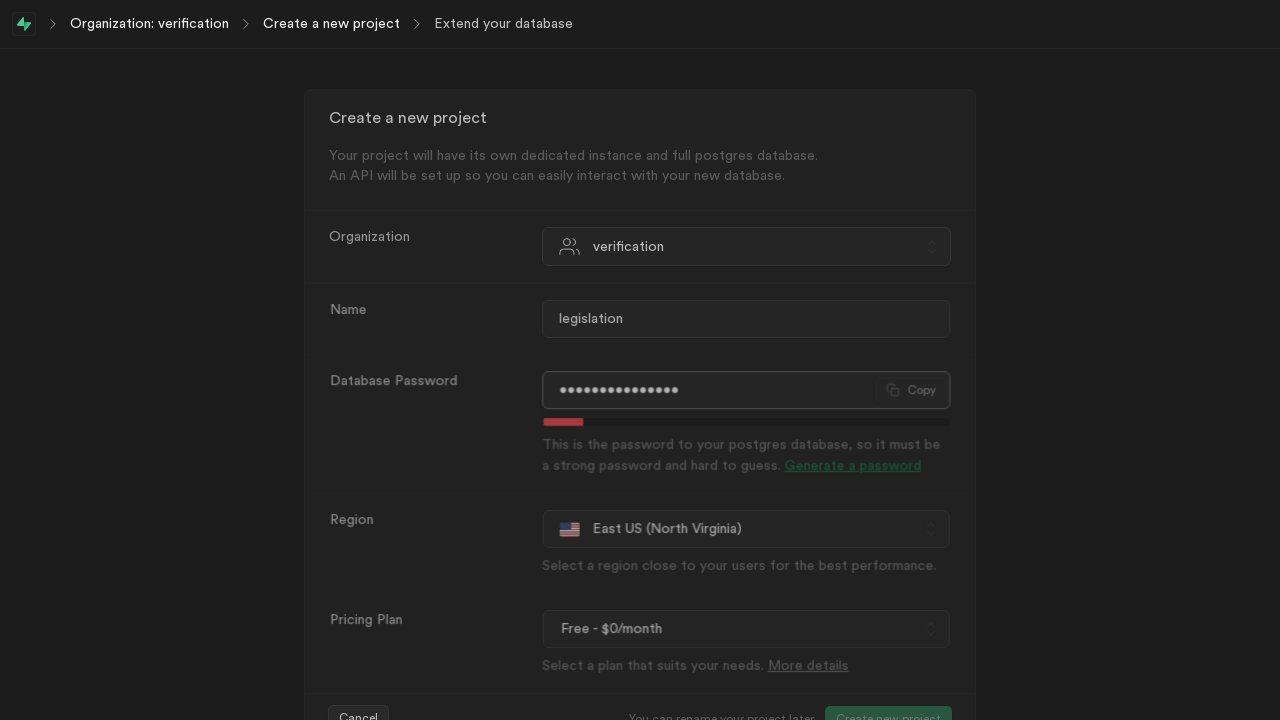 Organization: verification
Create a new project
Extend your database
Create a new project
Your project will have its own dedicated instance and full postgres database.
An API will be set up so you can easily interact with your new database.
Organization
verification
Name
legislation
Database Password
•••••••••••••••
Copy
This is the password to your postgres database, so it must be
a strong password and hard to guess. Generate a password
Region
East US (North Virginia)
Select a region close to your users for the best performance.
Pricing Plan
Free - $0/month
Select a plan that suits your needs. More details
Cancel
You can rename your project later
Create new project